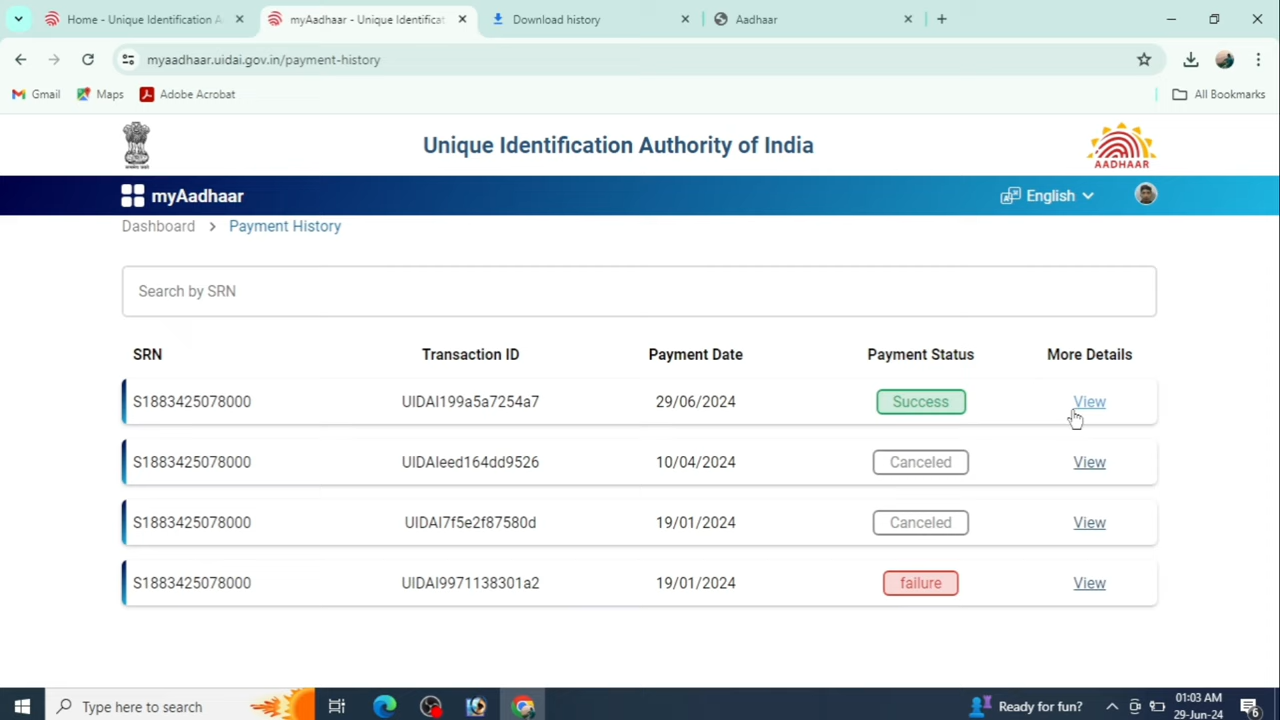 Home - Unique Identification A
myAadhaar - Unique Identificat
Download history
Aadhaar
myaadhaar.uidai.gov.in/payment-history
Gmail
Maps
Adobe Acrobat
All Bookmarks
Unique Identification Authority of India
AADHAAR
myAadhaar
English
Dashboard > Payment History
Search by SRN
SRN Transaction ID Payment Date Payment Status More Details
S1883425078000 UIDAI199a5a7254a7 29/06/2024 Success View
S1883425078000 UIDAIeed164dd9526 10/04/2024 Canceled View
S1883425078000 UIDAI7f5e2f87580d 19/01/2024 Canceled View
S1883425078000 UIDAI9971138301a2 19/01/2024 failure View
Type here to search
Ready for fun?
01:03 AM
29-Jun-24
6